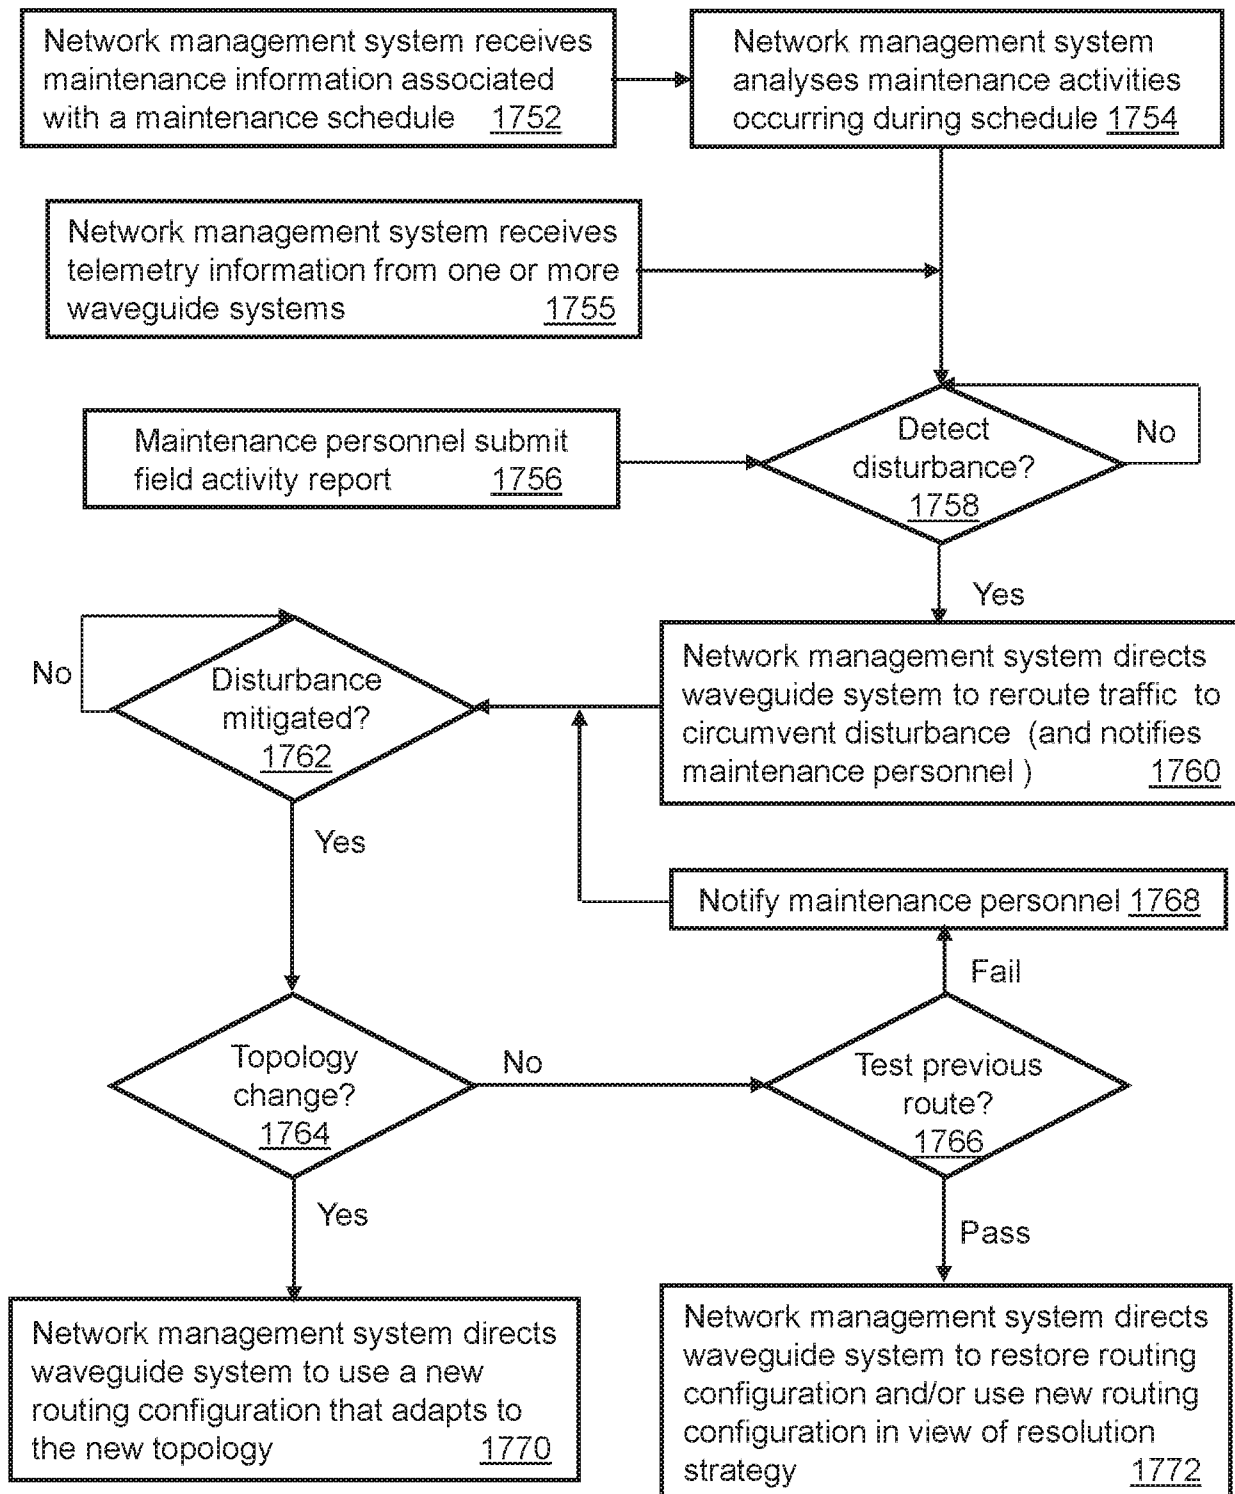 Network management system receives
maintenance information associated
with a maintenance schedule 1752
Network management system
analyses maintenance activities
occurring during schedule 1754
Network management system receives
telemetry information from one or more
waveguide systems 1755
Maintenance personnel submit
field activity report 1756
Detect
disturbance?
1758
No
Yes
Network management system directs
waveguide system to reroute traffic to
circumvent disturbance (and notifies
maintenance personnel ) 1760
No
Disturbance
mitigated?
1762
Yes
Notify maintenance personnel 1768
Fail
Topology
change?
1764
No
Test previous
route?
1766
Yes
Pass
Network management system directs
waveguide system to use a new
routing configuration that adapts to
the new topology 1770
Network management system directs
waveguide system to restore routing
configuration and/or use new routing
configuration in view of resolution
strategy 1772